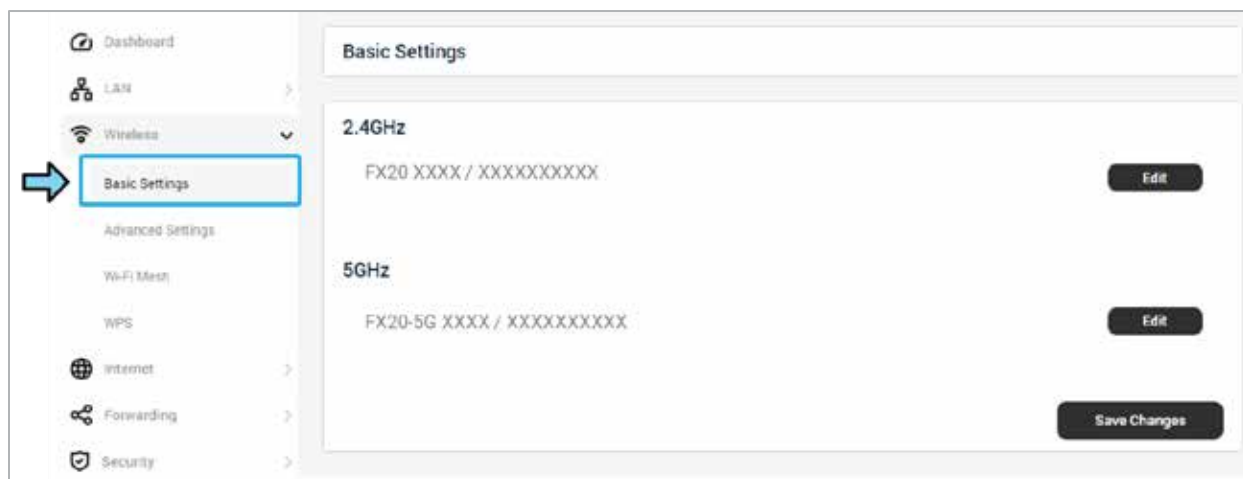 Dashboard
LAN
Wireless
Basic Settings
Advanced Settings
Wi-Fi Mesh
WPS
Internet
Forwarding
Security
Basic Settings
2.4GHz
FX20 XXXX / XXXXXXXXXX
Edit
5GHz
FX20-5G XXXX / XXXXXXXXXX
Edit
Save Changes